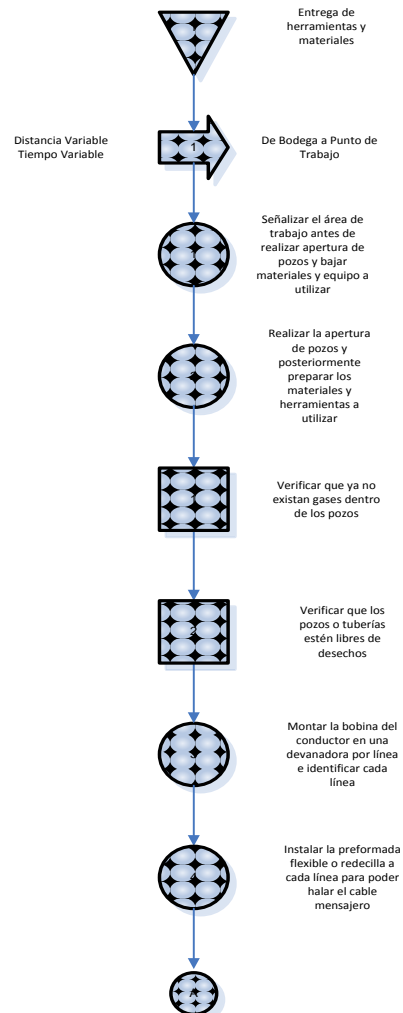 Entrega de
herramientas y
materiales
Distancia Variable
Tiempo Variable
1
De Bodega a Punto de
Trabajo
Señalizar el área de
trabajo antes de
realizar apertura de
pozos y bajar
materiales y equipo a
utilizar
Realizar la apertura
de pozos y
posteriormente
preparar los
materiales y
herramientas a
utilizar
Verificar que ya no
existan gases dentro
de los pozos
2
Verificar que los
pozos o tuberías
estén libres de
desechos
Montar la bobina del
conductor en una
devanadora por línea
e identificar cada
línea
Instalar la preformada
flexible o redecilla a
cada línea para poder
halar el cable
mensajero
A